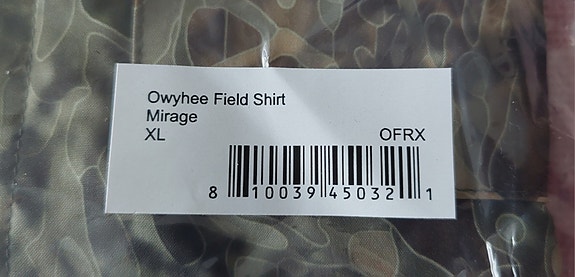 Owyhee Field Shirt
Mirage
XL OFRX
8 10039 45032 1